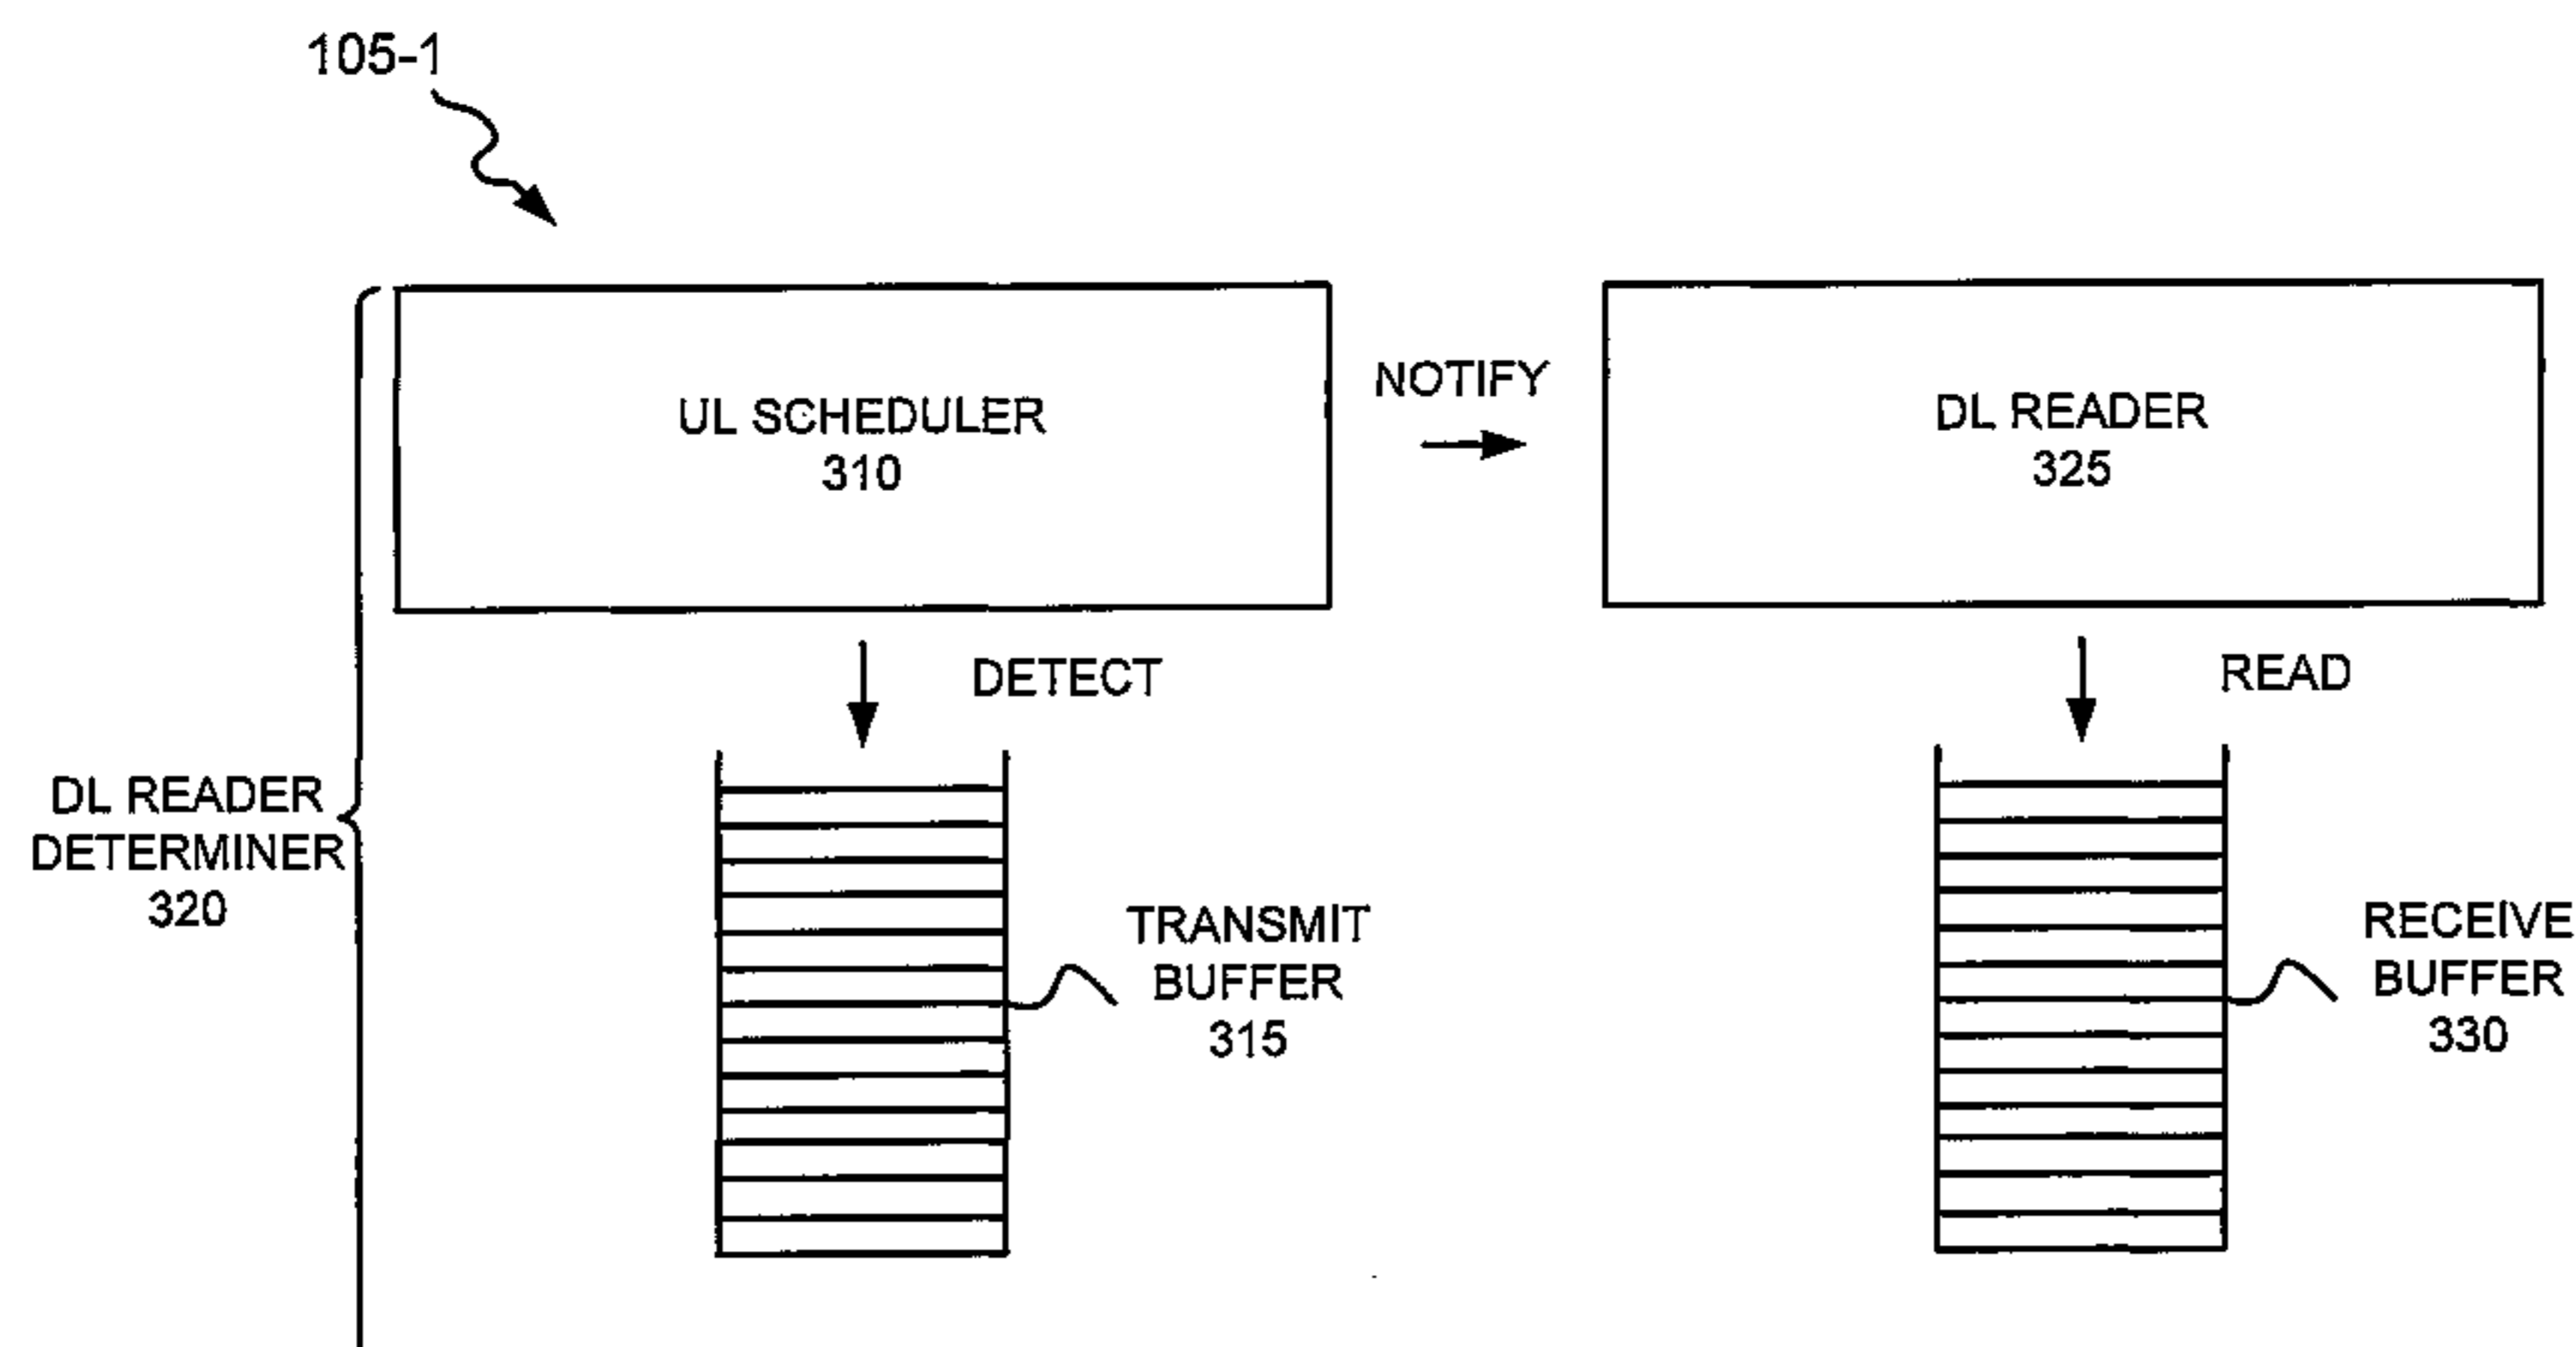 105-1
UL SCHEDULER
310
NOTIFY
DL READER
325
DETECT
READ
DL READER
DETERMINER
320
TRANSMIT
BUFFER
315
RECEIVE
BUFFER
330